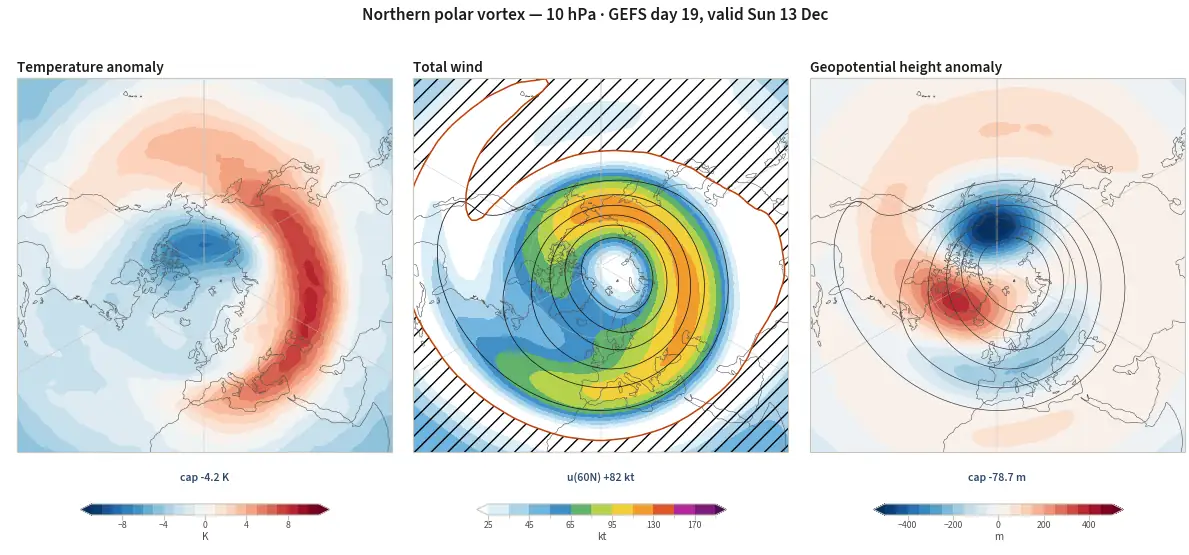 Northern polar vortex — 10 hPa · GEFS day 19, valid Sun 13 Dec
Temperature anomaly
Total wind
Geopotential height anomaly
cap -4.2 K
u(60N) +82 kt
cap -78.7 m
−8 −4 0 4 8
K
25 45 65 95 130 170
kt
−400 −200 0 200 400
m